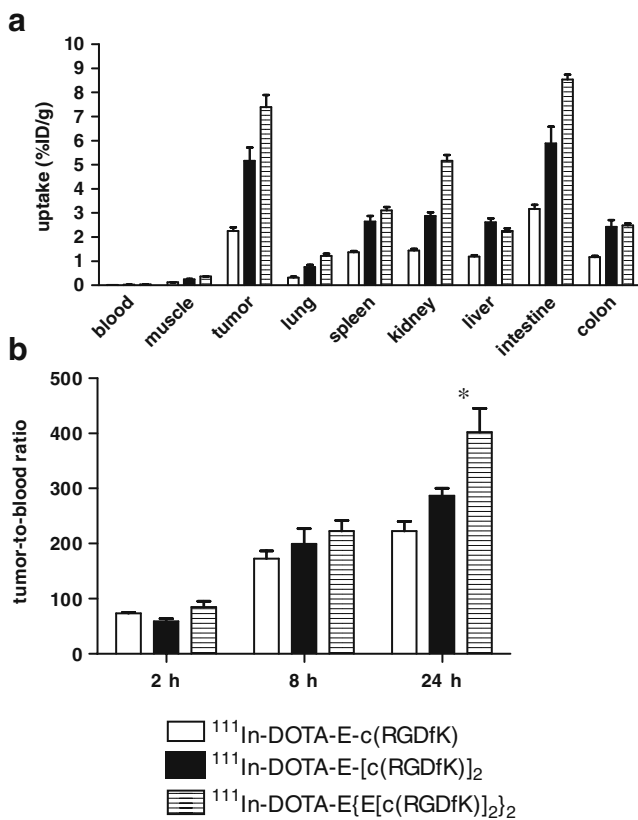 a
uptake (%ID/g)
10
9
8
7
6
5
4
3
2
1
0
blood muscle tumor lung spleen kidney liver intestine colon
b
tumor-to-blood ratio
500
400
300
200
100
0
*
2 h 8 h 24 h
¹¹¹In-DOTA-E-c(RGDfK)
¹¹¹In-DOTA-E-[c(RGDfK)]₂
¹¹¹In-DOTA-E{E[c(RGDfK)]₂}₂